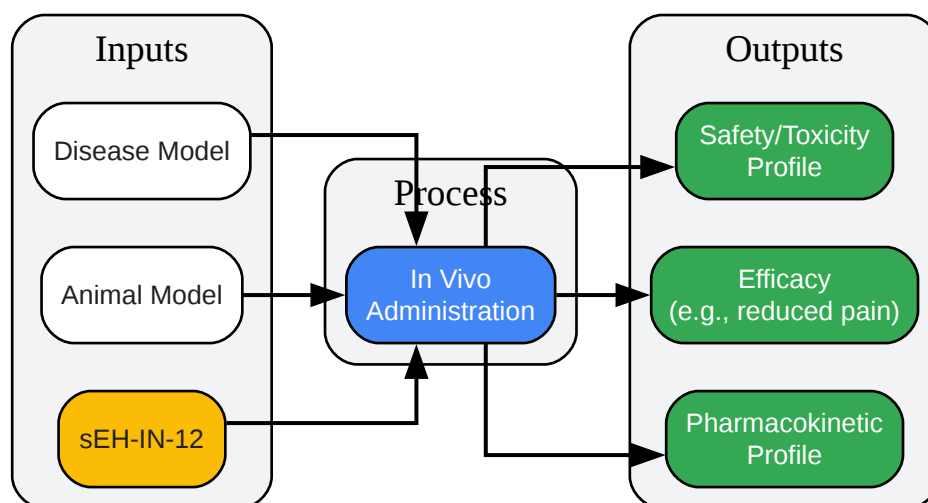 Inputs
Disease Model
Animal Model
sEH-IN-12
Process
In Vivo
Administration
Outputs
Safety/Toxicity
Profile
Efficacy
(e.g., reduced pain)
Pharmacokinetic
Profile